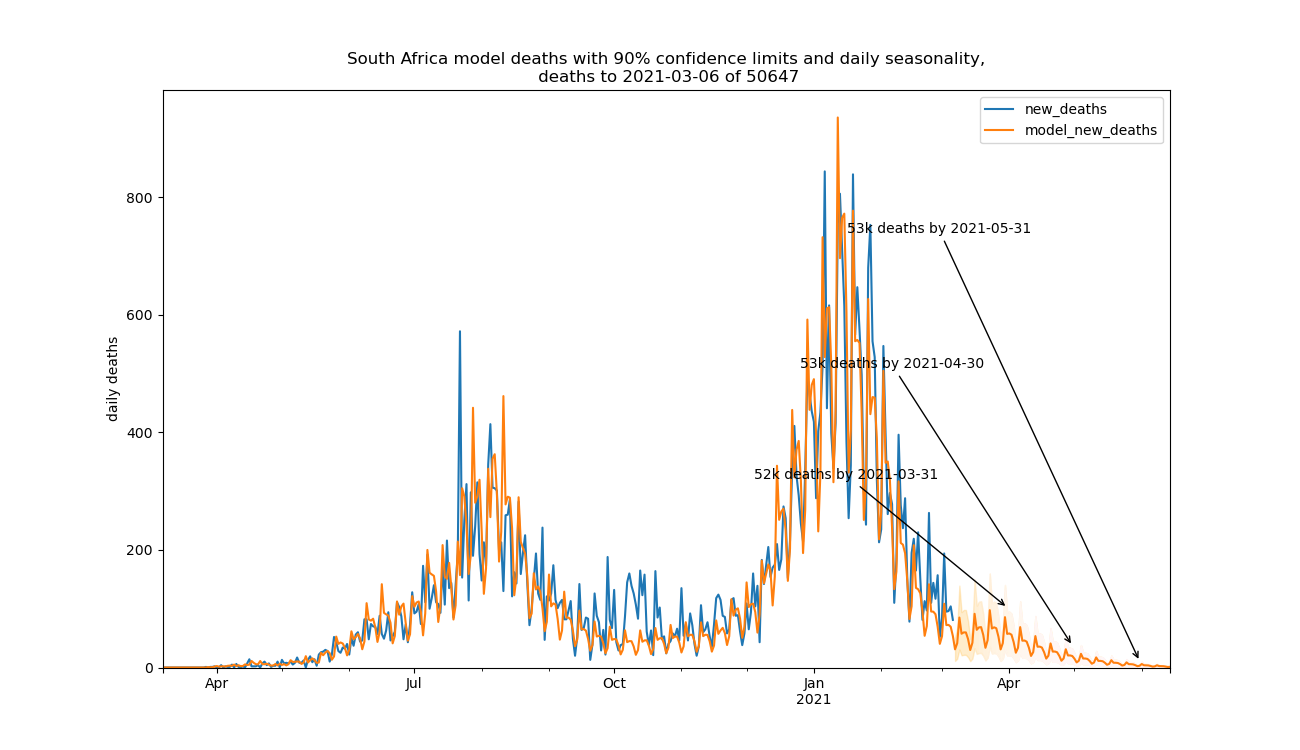 South Africa model deaths with 90% confidence limits and daily seasonality,
deaths to 2021-03-06 of 50647
new_deaths
model_new_deaths
daily deaths
800
600
400
200
0
53k deaths by 2021-05-31
53k deaths by 2021-04-30
52k deaths by 2021-03-31
Apr
Jul
Oct
Jan
2021
Apr